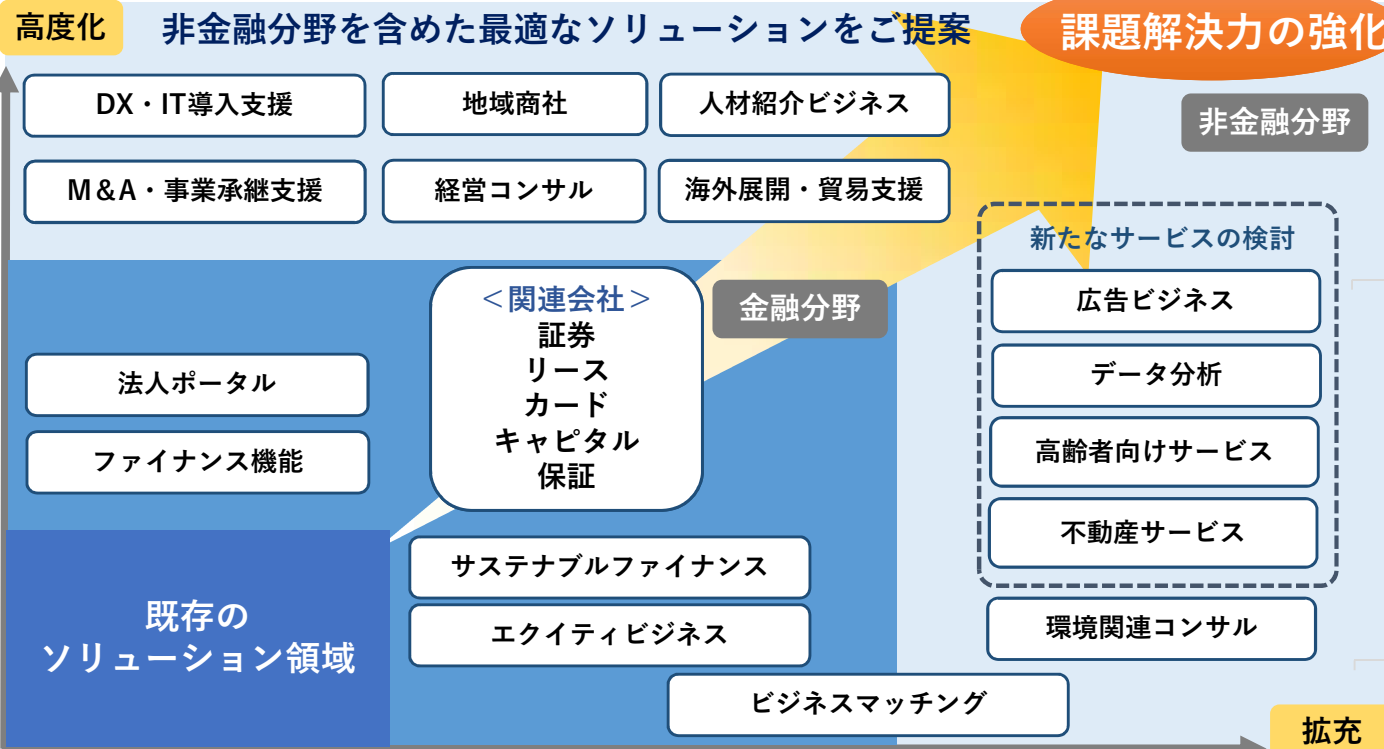 高度化
非金融分野を含めた最適なソリューションをご提案
課題解決力の強化
DX・IT導入支援
地域商社
人材紹介ビジネス
非金融分野
M＆A・事業承継支援
経営コンサル
海外展開・貿易支援
新たなサービスの検討
広告ビジネス
データ分析
高齢者向けサービス
不動産サービス
環境関連コンサル
金融分野
＜関連会社＞
証券
リース
カード
キャピタル
保証
法人ポータル
ファイナンス機能
サステナブルファイナンス
エクイティビジネス
既存の
ソリューション領域
ビジネスマッチング
拡充